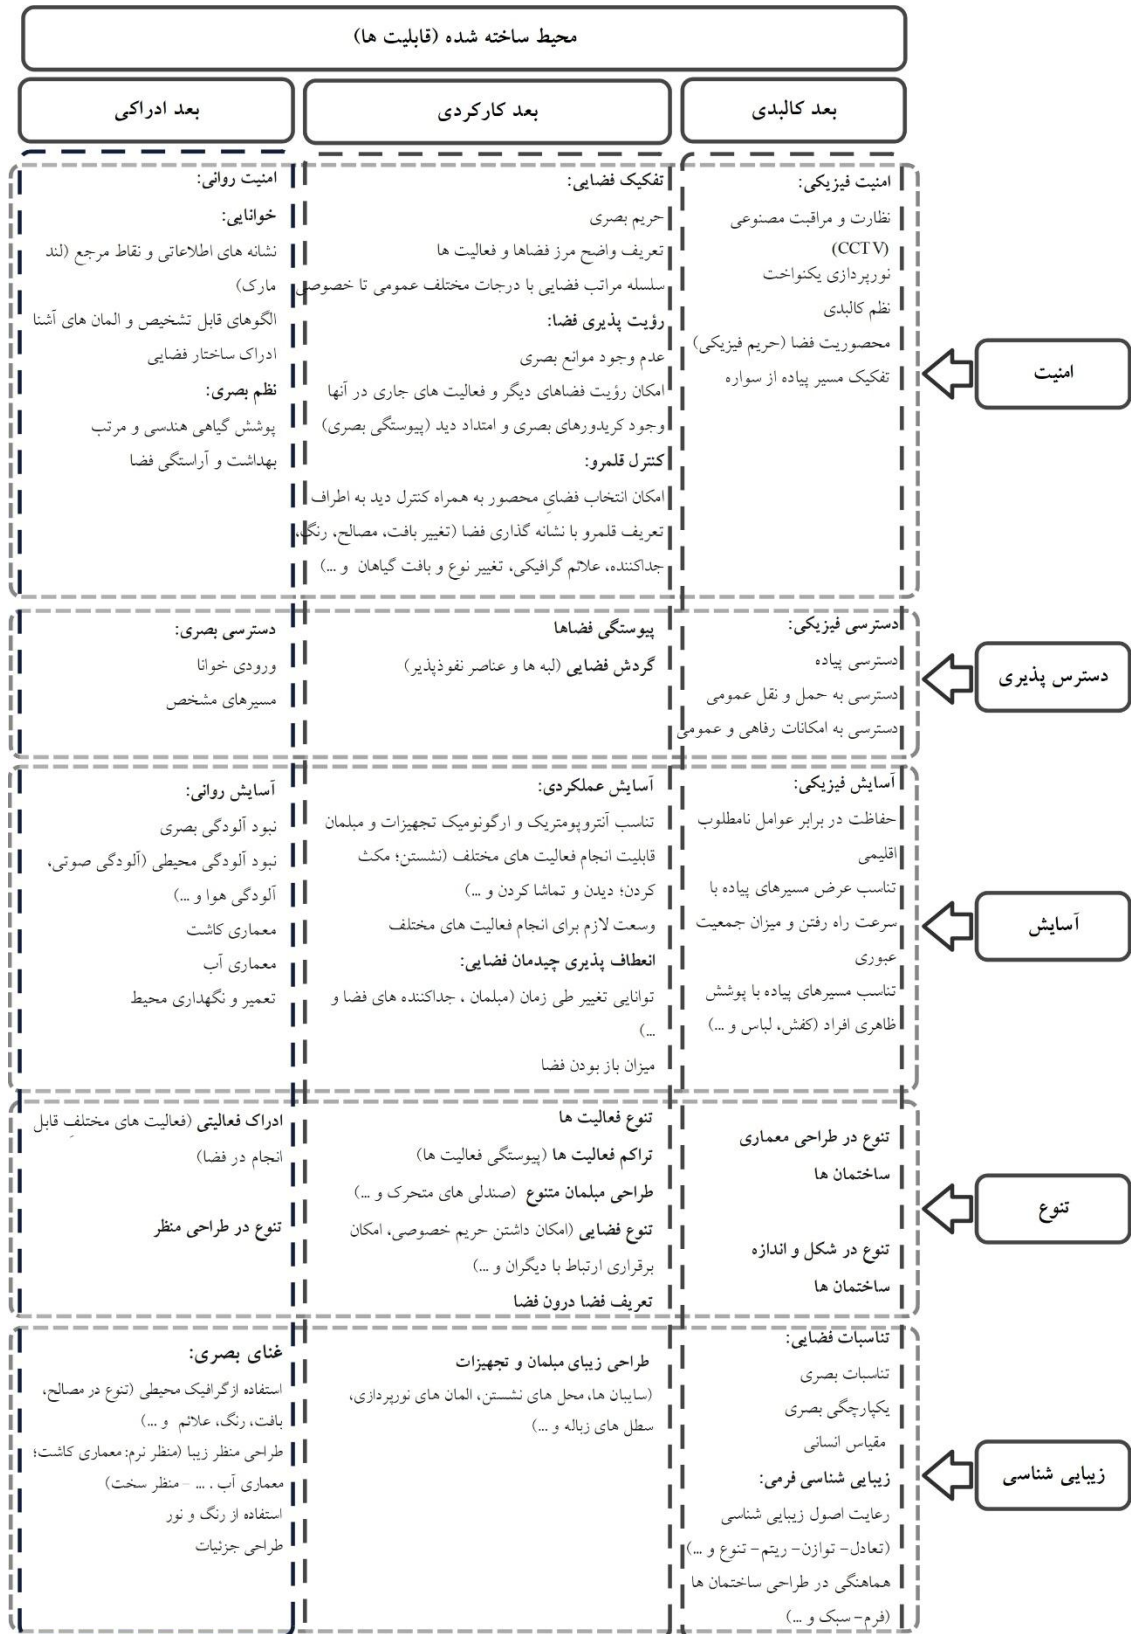 محیط ساخته شده (قابلیت ها)
بعد کالبدی
بعد کارکردی
بعد ادراکی
امنیت
امنیت فیزیکی:
نظارت و مراقبت مصنوعی
(CCTV)
نورپردازی یکنواخت
نظم کالبدی
محصوریت فضا (حریم فیزیکی)
تفکیک مسیر پیاده از سواره
تفکیک فضایی:
حریم بصری
تعریف واضح مرز فضاها و فعالیت ها
سلسله مراتب فضایی با درجات مختلف عمومی تا خصوصی
رؤیت پذیری فضا:
عدم وجود موانع بصری
امکان رؤیت فضاهای دیگر و فعالیت های جاری در آنها
وجود کریدورهای بصری و امتداد دید (پیوستگی بصری)
کنترل قلمرو:
امکان انتخاب فضایِ محصور به همراه کنترل دید به اطراف
تعریف قلمرو با نشانه گذاری فضا (تغییر بافت، مصالح، رنگ،
جداکننده، علائم گرافیکی، تغییر نوع و بافت گیاهان و ...)
امنیت روانی:
خوانایی:
نشانه های اطلاعاتی و نقاط مرجع (لند
مارک)
الگوهای قابل تشخیص و المان های آشنا
ادراک ساختار فضایی
نظم بصری:
پوشش گیاهی هندسی و مرتب
بهداشت و آراستگی فضا
دسترس پذیری
دسترسی فیزیکی:
دسترسی پیاده
دسترسی به حمل و نقل عمومی
دسترسی به امکانات رفاهی و عمومی
پیوستگی فضاها
گردش فضایی (لبه ها و عناصر نفوذپذیر)
دسترسی بصری:
ورودی خوانا
مسیرهای مشخص
آسایش
آسایش فیزیکی:
حفاظت در برابر عوامل نامطلوب
اقلیمی
تناسب عرض مسیرهای پیاده با
سرعت راه رفتن و میزان جمعیت
عبوری
تناسب مسیرهای پیاده با پوشش
ظاهری افراد (کفش، لباس و ...)
آسایش عملکردی:
تناسب آنتروپومتریک و ارگونومیک تجهیزات و مبلمان
قابلیت انجام فعالیت های مختلف (نشستن؛ مکث
کردن؛ دیدن و تماشا کردن و ...)
وسعت لازم برای انجام فعالیت های مختلف
انعطاف پذیری چیدمان فضایی:
توانایی تغییر طی زمان (مبلمان ، جداکننده های فضا و
...)
میزان باز بودن فضا
آسایش روانی:
نبود آلودگی بصری
نبود آلودگی محیطی (آلودگی صوتی،
آلودگی هوا و ...)
معماری کاشت
معماری آب
تعمیر و نگهداری محیط
تنوع
تنوع در طراحی معماری
ساختمان ها
تنوع در شکل و اندازه
ساختمان ها
تنوع فعالیت ها
تراکم فعالیت ها (پیوستگی فعالیت ها)
طراحی مبلمان متنوع (صندلی های متحرک و ...)
تنوع فضایی (امکان داشتن حریم خصوصی، امکان
برقراری ارتباط با دیگران و ...)
تعریف فضا درون فضا
ادراک فعالیتی (فعالیت های مختلفِ قابل
انجام در فضا)
تنوع در طراحی منظر
زیبایی شناسی
تناسبات فضایی:
تناسبات بصری
یکپارچگی بصری
مقیاس انسانی
زیبایی شناسی فرمی:
رعایت اصول زیبایی شناسی
(تعادل- توازن- ریتم- تنوع و ...)
هماهنگی در طراحی ساختمان ها
(فرم- سبک و ...)
طراحی زیبای مبلمان و تجهیزات
(سایبان ها، محل های نشستن، المان های نورپردازی،
سطل های زباله و ...)
غنای بصری:
استفاده ازگرافیک محیطی (تنوع در مصالح،
بافت، رنگ، علائم و ...)
طراحی منظر زیبا (منظر نرم: معماری کاشت؛
معماری آب ، ... - منظر سخت)
استفاده از رنگ و نور
طراحی جزئیات